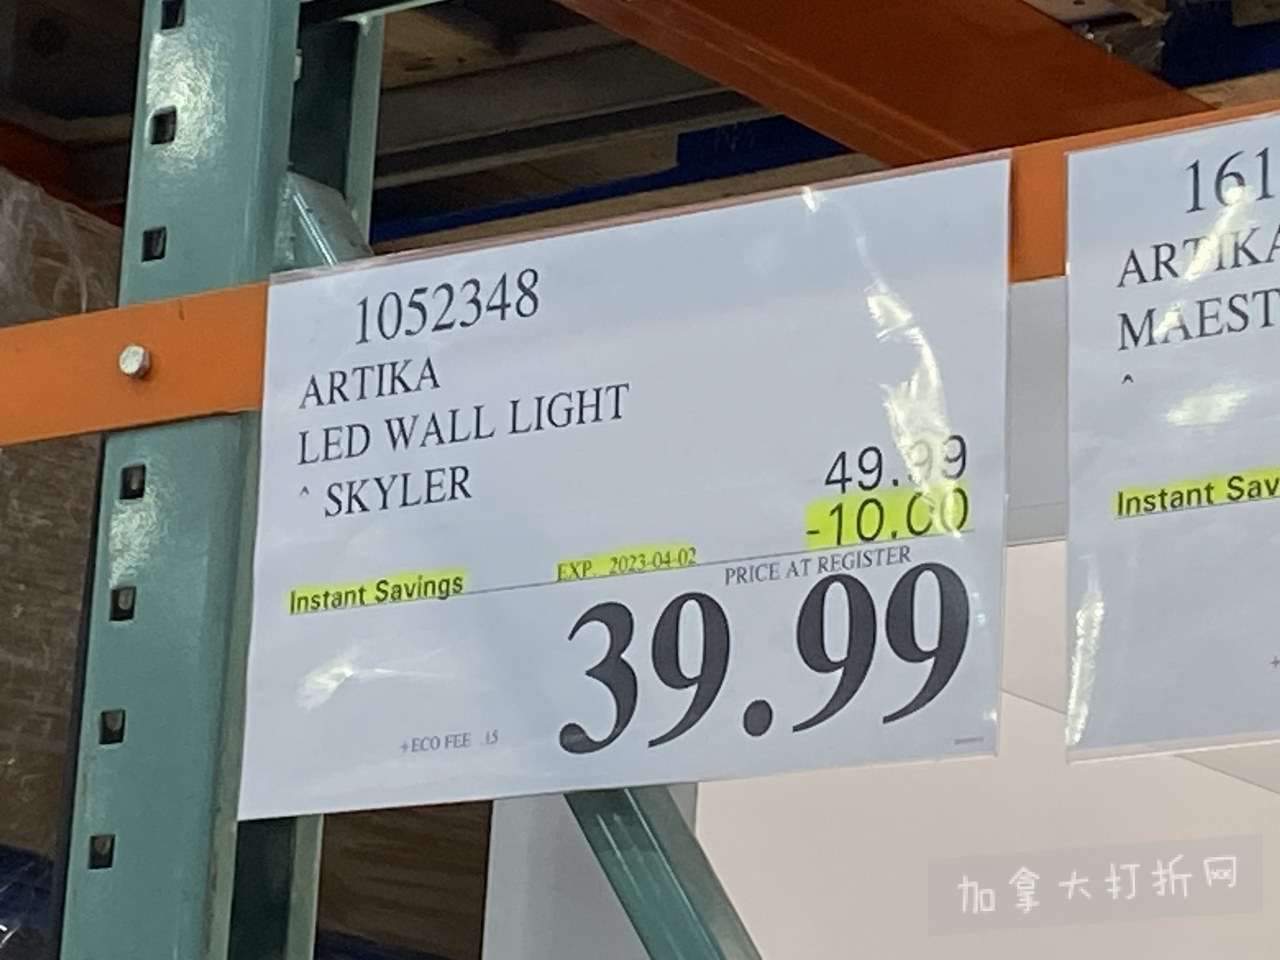 1052348
ARTIKA
LED WALL LIGHT
^ SKYLER
49.99
-10.00
Instant Savings
EXP. 2023-04-02
PRICE AT REGISTER
39.99
+ECO FEE .15
161
ARTIKA
MAEST
^
Instant Sav
加拿大打折网